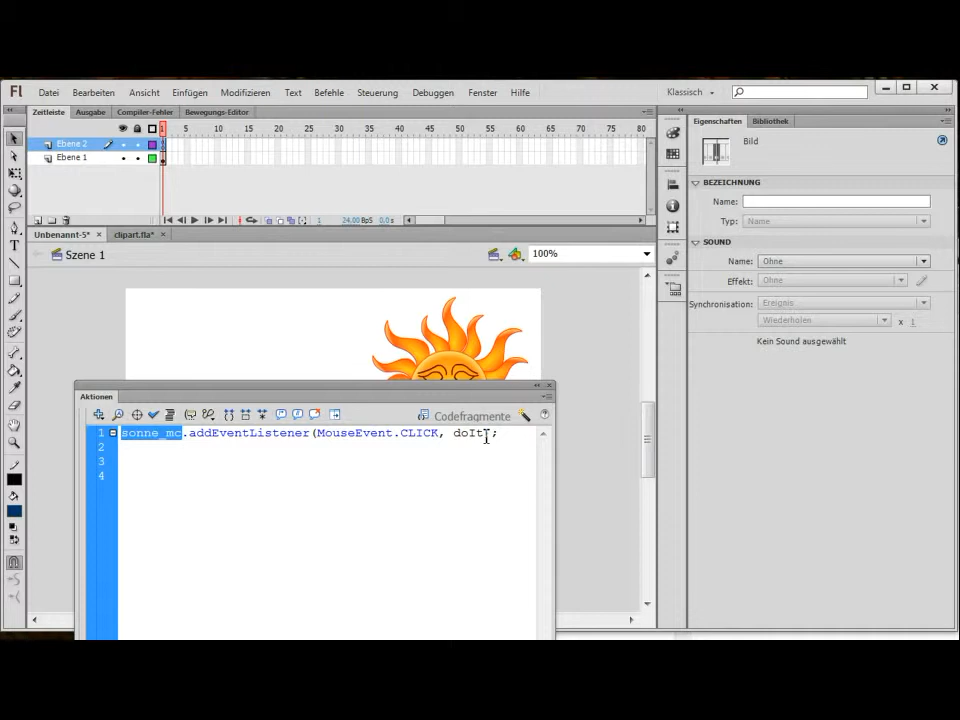 Fl Datei Bearbeiten Ansicht Einfügen Modifizieren Text Befehle Steuerung Debuggen Fenster Hilfe Klassisch
Zeitleiste Ausgabe Compiler-Fehler Bewegungs-Editor
1 5 10 15 20 25 30 35 40 45 50 55 60 65 70 75 80
Ebene 2
Ebene 1
1 24.00 BpS 0.0 s
Unbenannt-5* × clipart.fla* ×
Szene 1 100%
Eigenschaften Bibliothek
Bild
BEZEICHNUNG
Name:
Typ: Name
SOUND
Name: Ohne
Effekt: Ohne
Synchronisation: Ereignis
Wiederholen x 1
Kein Sound ausgewählt
Aktionen
Codefragmente
1 sonne_mc.addEventListener(MouseEvent.CLICK, doIt);
2
3
4